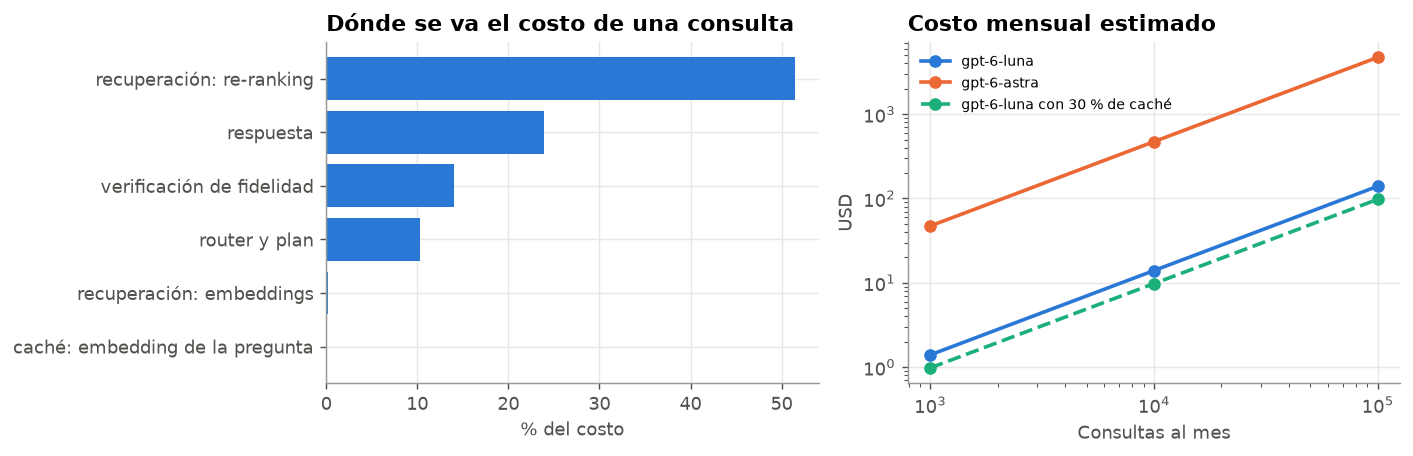 Dónde se va el costo de una consulta
recuperación: re-ranking
respuesta
verificación de fidelidad
router y plan
recuperación: embeddings
caché: embedding de la pregunta
0 10 20 30 40 50
% del costo
Costo mensual estimado
gpt-6-luna
gpt-6-astra
gpt-6-luna con 30 % de caché
USD
10³
10²
10¹
10⁰
10³ 10⁴ 10⁵
Consultas al mes